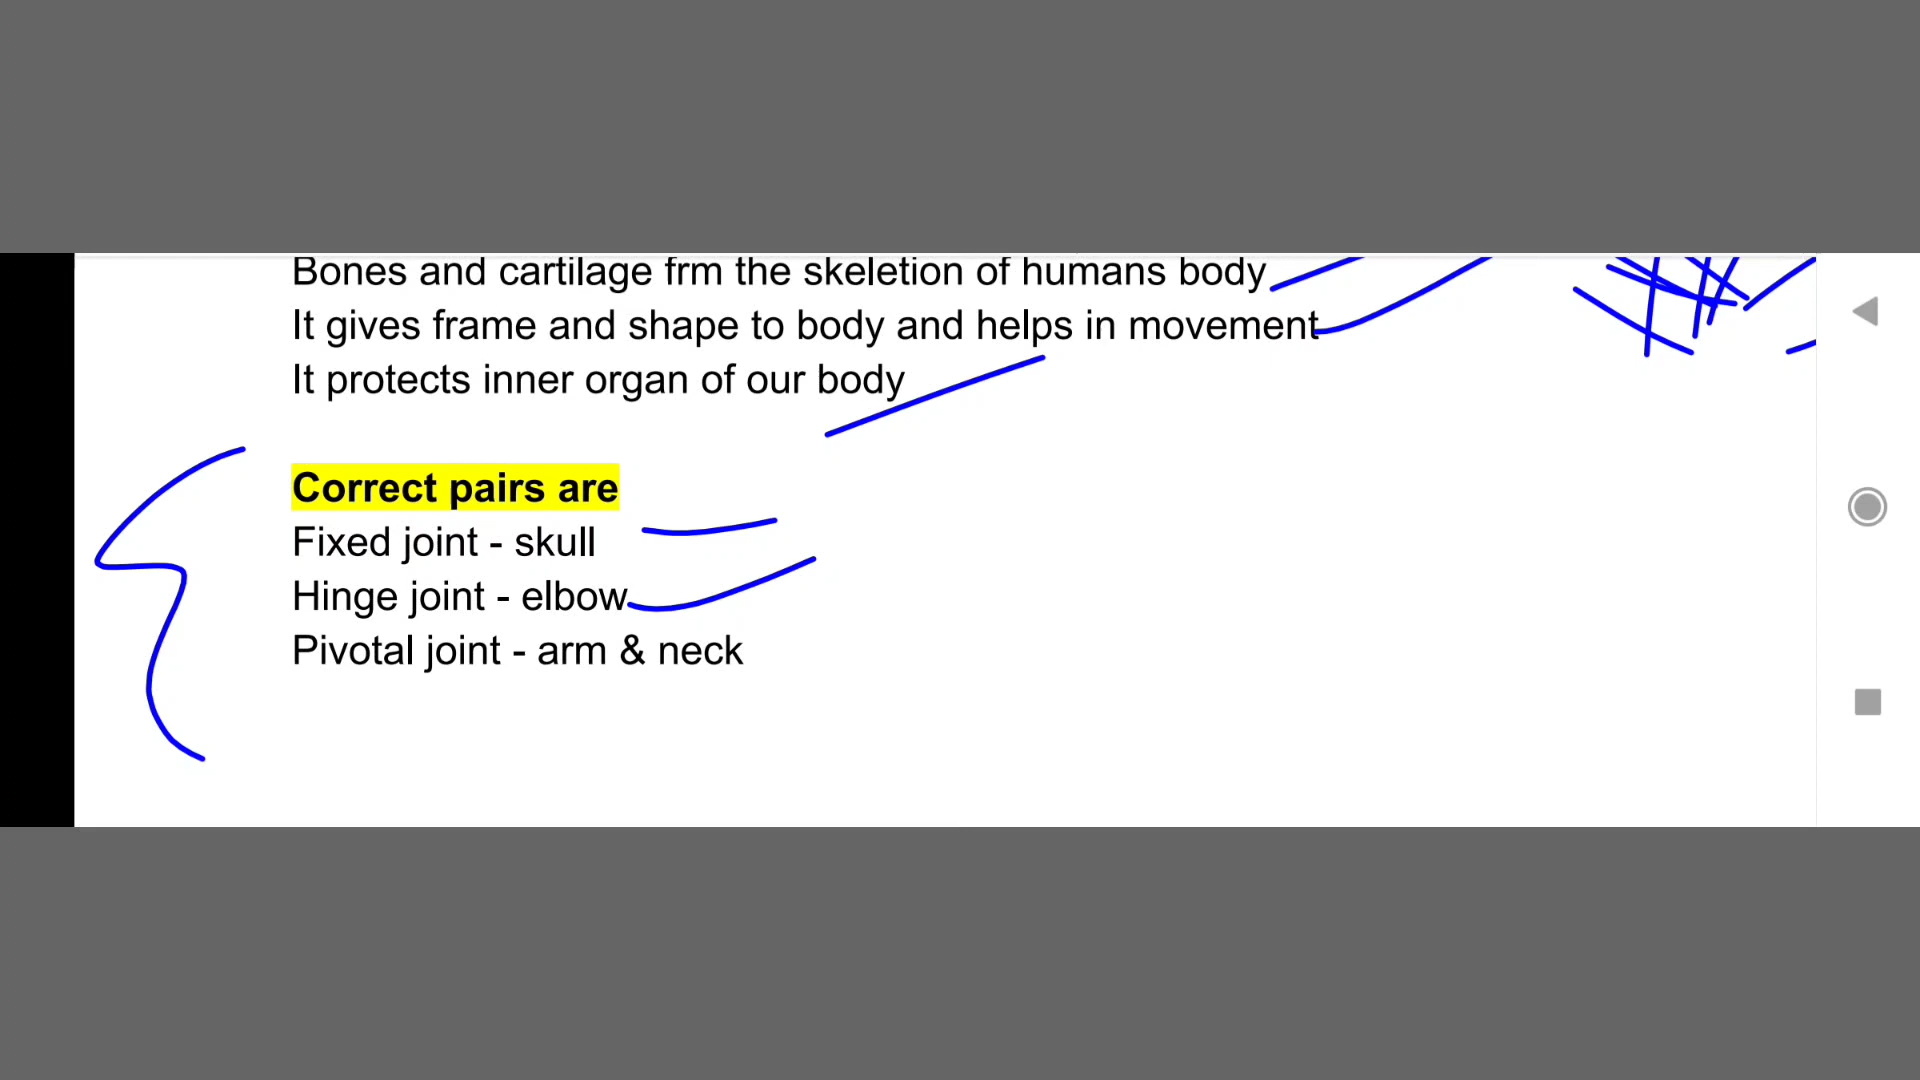 Bones and cartilage frm the skeletion of humans body
It gives frame and shape to body and helps in movement
It protects inner organ of our body
Correct pairs are
Fixed joint - skull
Hinge joint - elbow
Pivotal joint - arm & neck